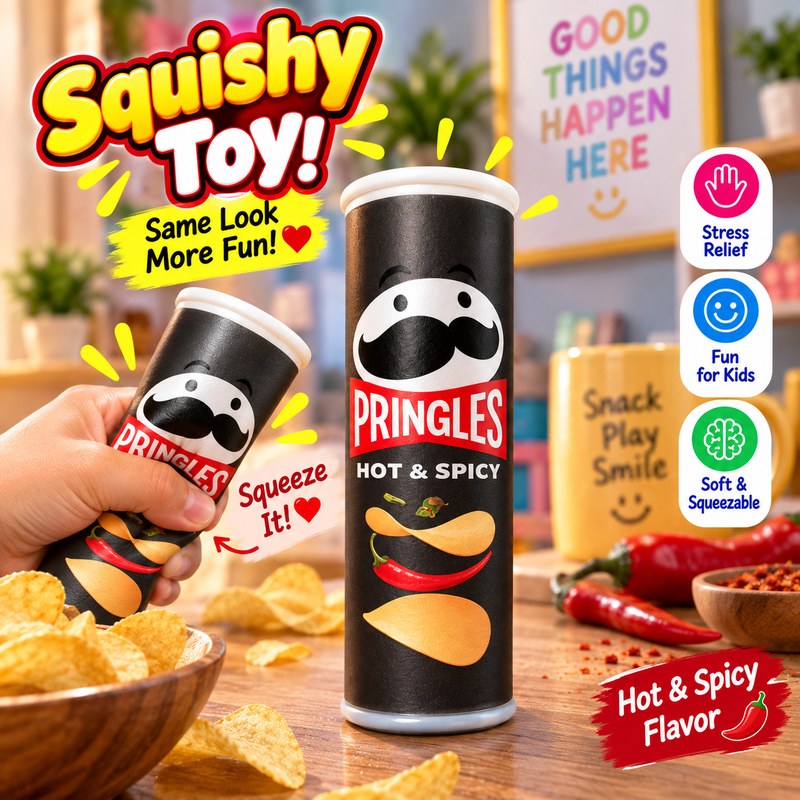 Squishy
Toy!
Same Look
More Fun!
GOOD
THINGS
HAPPEN
HERE
Stress
Relief
Fun
for Kids
Soft &
Squeezable
Snack
Play
Smile
PRINGLES
Squeeze
It!
PRINGLES
HOT & SPICY
Hot & Spicy
Flavor